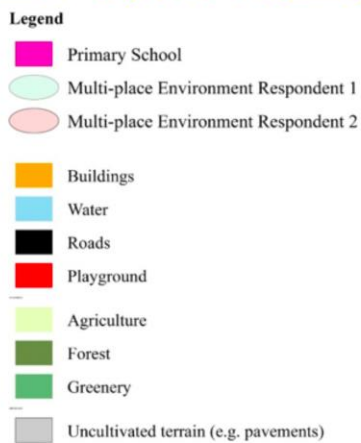 Legend
Primary School
Multi-place Environment Respondent 1
Multi-place Environment Respondent 2
Buildings
Water
Roads
Playground
Agriculture
Forest
Greenery
Uncultivated terrain (e.g. pavements)